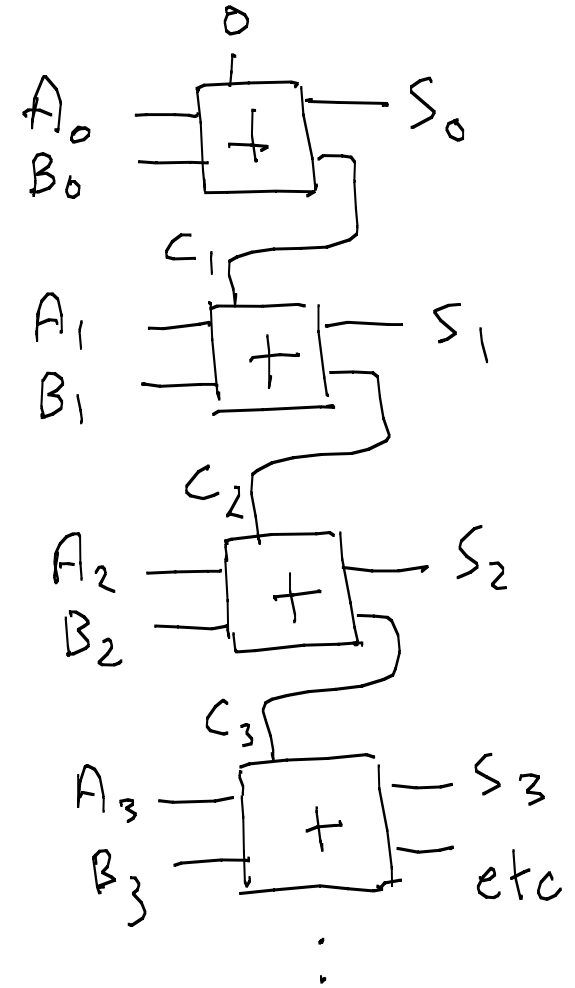 0
A₀ + S₀
B₀
C₁
A₁ + S₁
B₁
C₂
A₂ + S₂
B₂
C₃
A₃ + S₃
B₃ etc
⋮